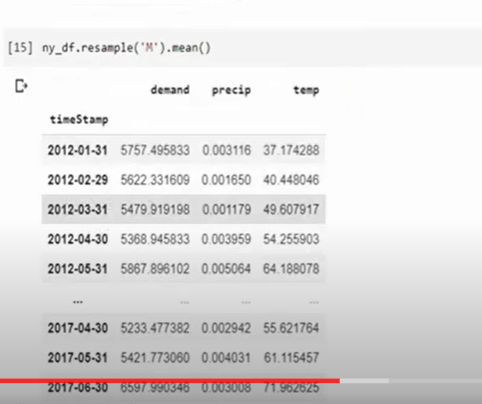 [15] ny_df.resample('M').mean()
demand precip temp
timeStamp
2012-01-31 5757.495833 0.003116 37.174288
2012-02-29 5622.331609 0.001650 40.448046
2012-03-31 5479.919198 0.001179 49.607917
2012-04-30 5368.945833 0.003959 54.255903
2012-05-31 5867.896102 0.005064 64.188078
... ... ... ...
2017-04-30 5233.477382 0.002942 55.621764
2017-05-31 5421.773060 0.004031 61.115457
2017-06-30 6597.990346 0.003008 71.962625